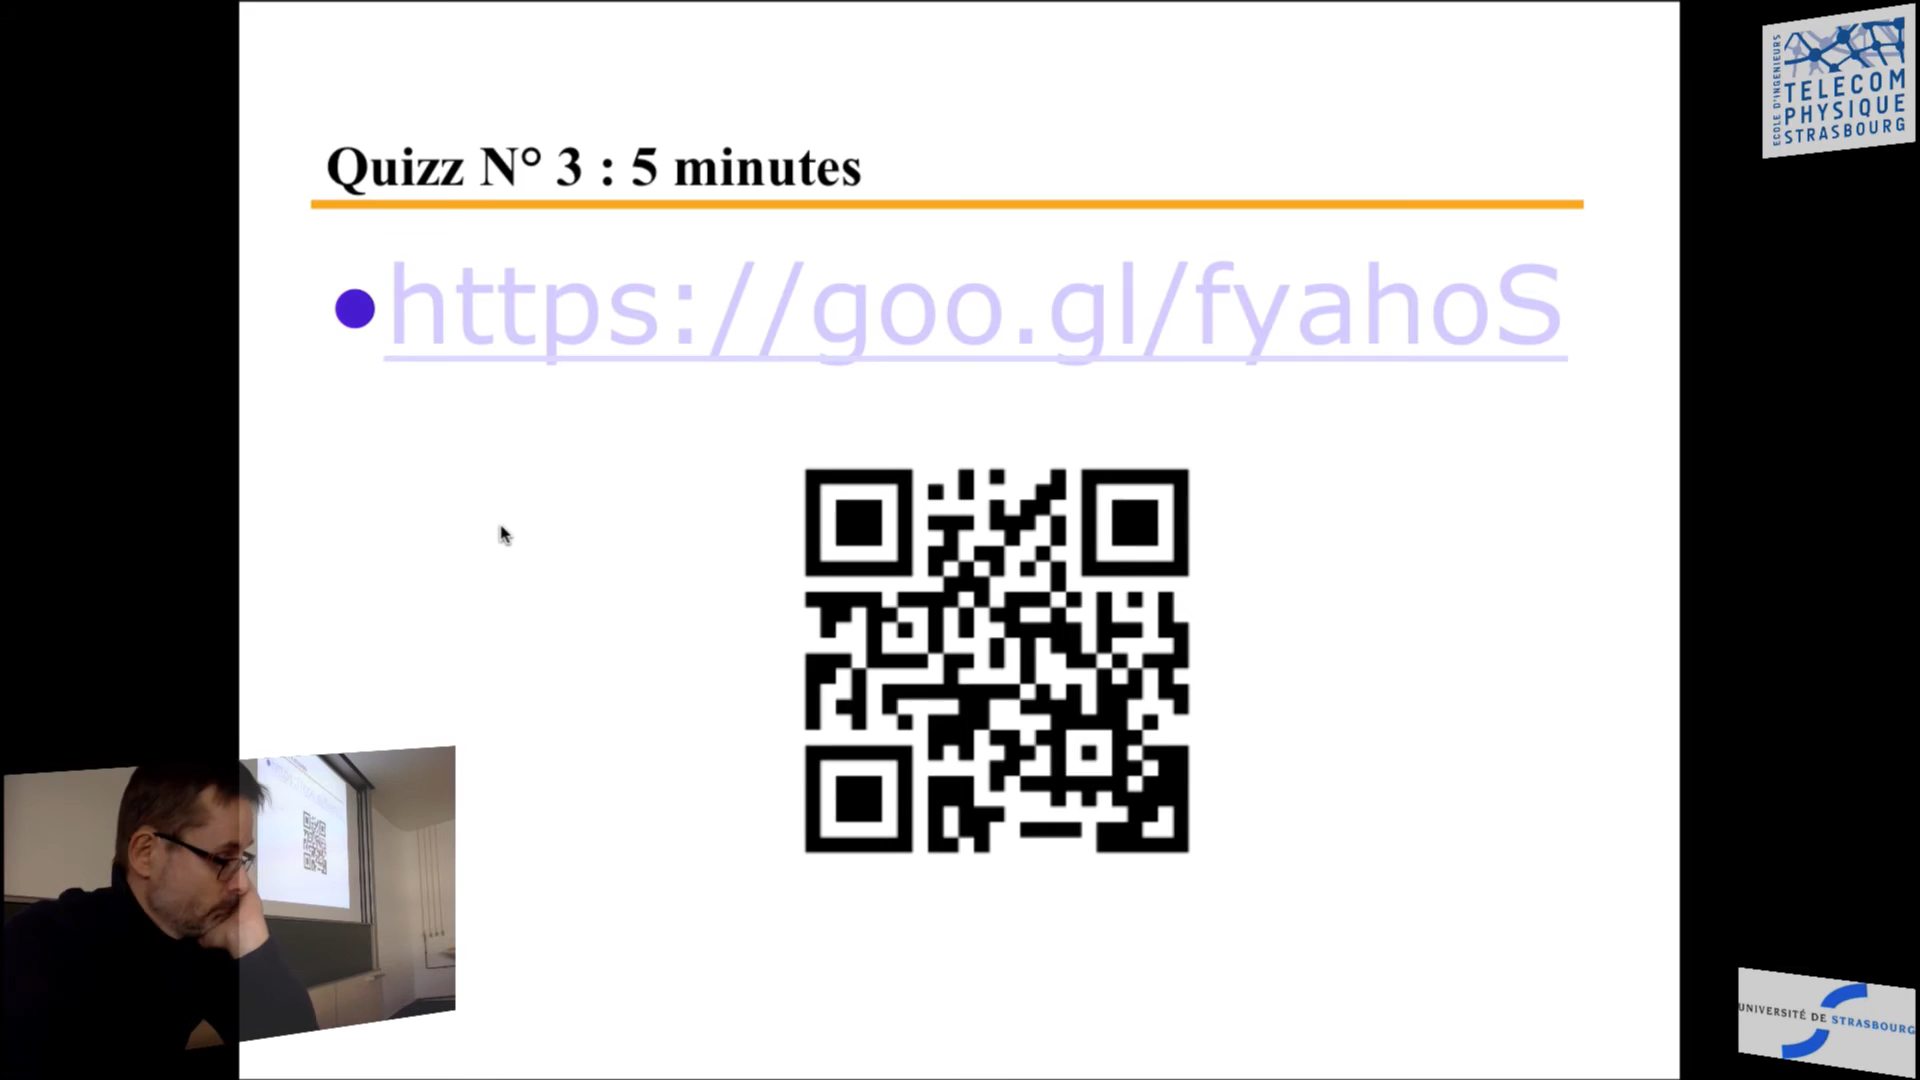 Quizz N° 3 : 5 minutes
https://goo.gl/fyahoS
ECOLE D'INGENIEURS
TELECOM
PHYSIQUE
STRASBOURG
UNIVERSITÉ DE STRASBOURG